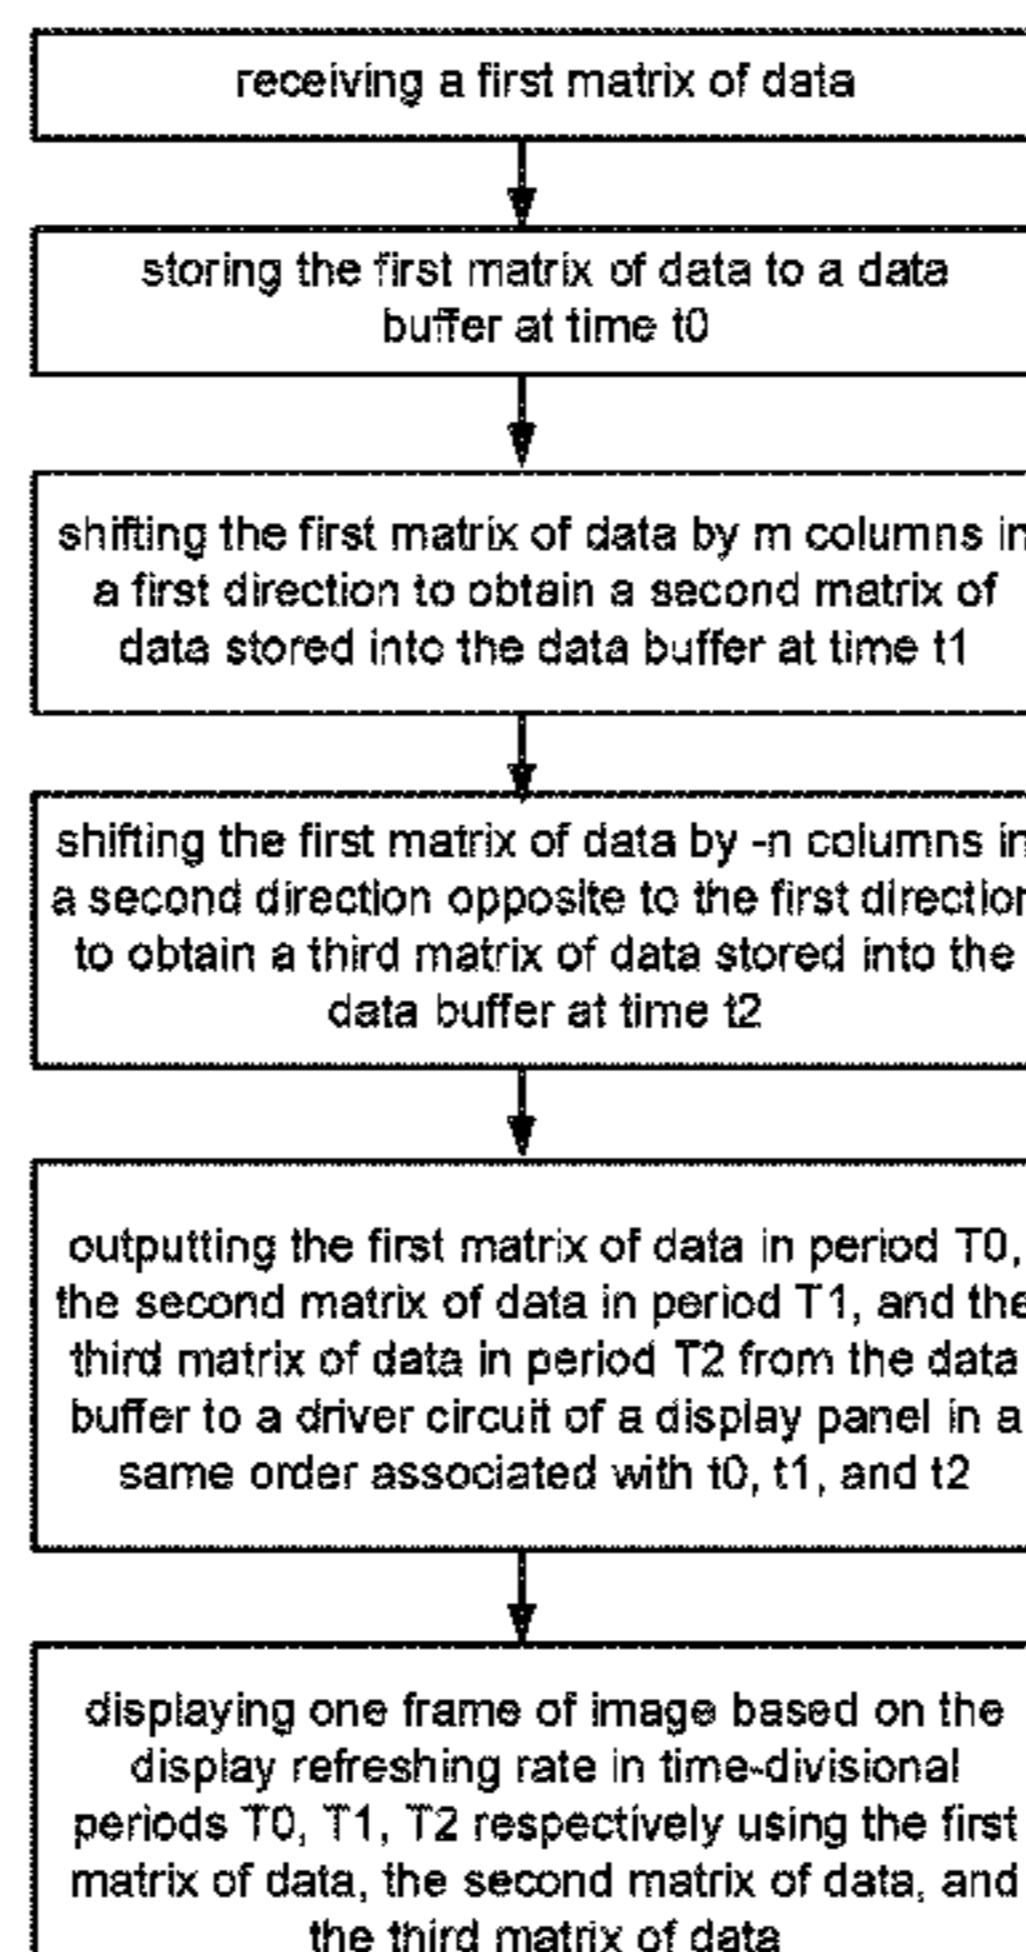 receiving a first matrix of data
storing the first matrix of data to a data
buffer at time t0
shifting the first matrix of data by m columns in
a first direction to obtain a second matrix of
data stored into the data buffer at time t1
shifting the first matrix of data by -n columns in
a second direction opposite to the first direction
to obtain a third matrix of data stored into the
data buffer at time t2
outputting the first matrix of data in period T0,
the second matrix of data in period T1, and the
third matrix of data in period T2 from the data
buffer to a driver circuit of a display panel in a
same order associated with t0, t1, and t2
displaying one frame of image based on the
display refreshing rate in time-divisional
periods T0, T1, T2 respectively using the first
matrix of data, the second matrix of data, and
the third matrix of data